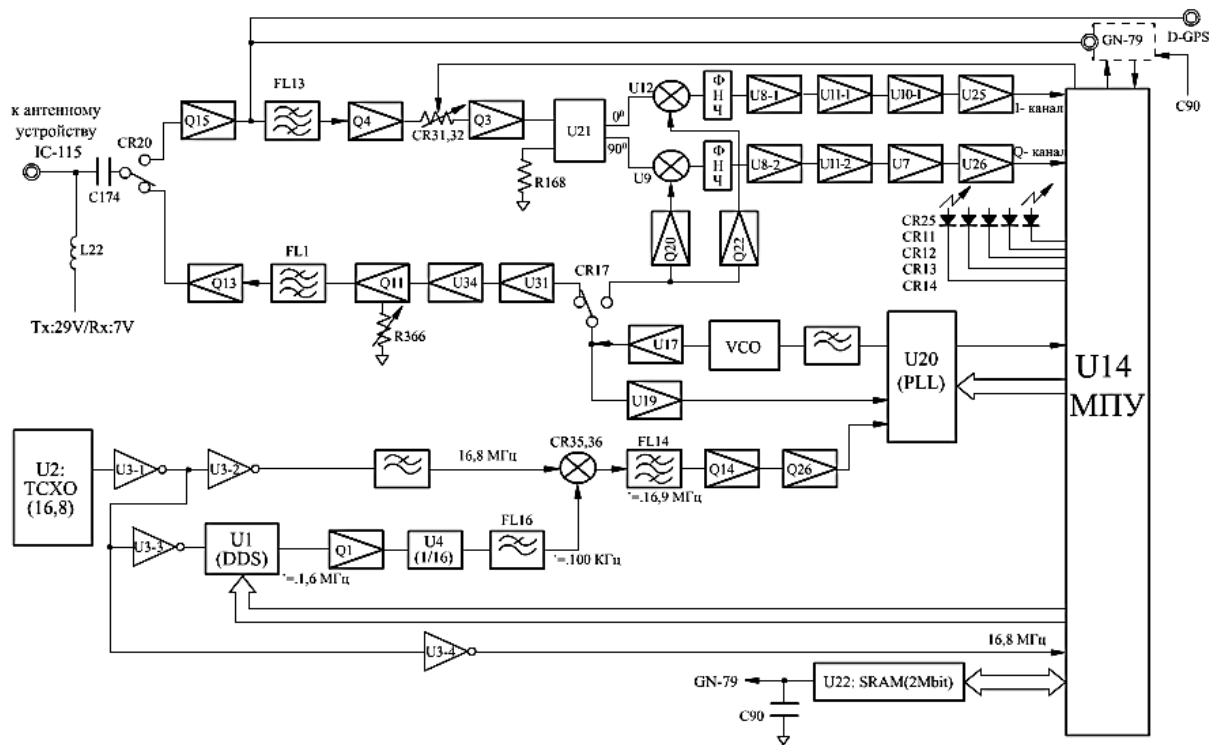 D-GPS
GN-79
C90
к антенному
устройству
IC-115
C174
L22
Tx:29V/Rx:7V
CR20
Q15
FL13
Q4
CR31,32
Q3
U21
0⁰
90⁰
R168
U12
U9
ФНЧ
ФНЧ
U8-1
U11-1
U10-1
U25
I- канал
U8-2
U11-2
U7
U26
Q- канал
Q20
Q22
CR25
CR11
CR12
CR13
CR14
Q13
FL1
Q11
R366
U34
U31
CR17
U17
VCO
U19
U20
(PLL)
U14
МПУ
U2:
TCXO
(16,8)
U3-1
U3-2
16,8 МГц
CR35,36
FL14
˜=.16,9 МГц
Q14
Q26
U3-3
U1
(DDS)
˜=.1,6 МГц
Q1
U4
(1/16)
FL16
˜=.100 КГц
U3-4
16,8 МГц
GN-79
U22: SRAM(2Mbit)
C90